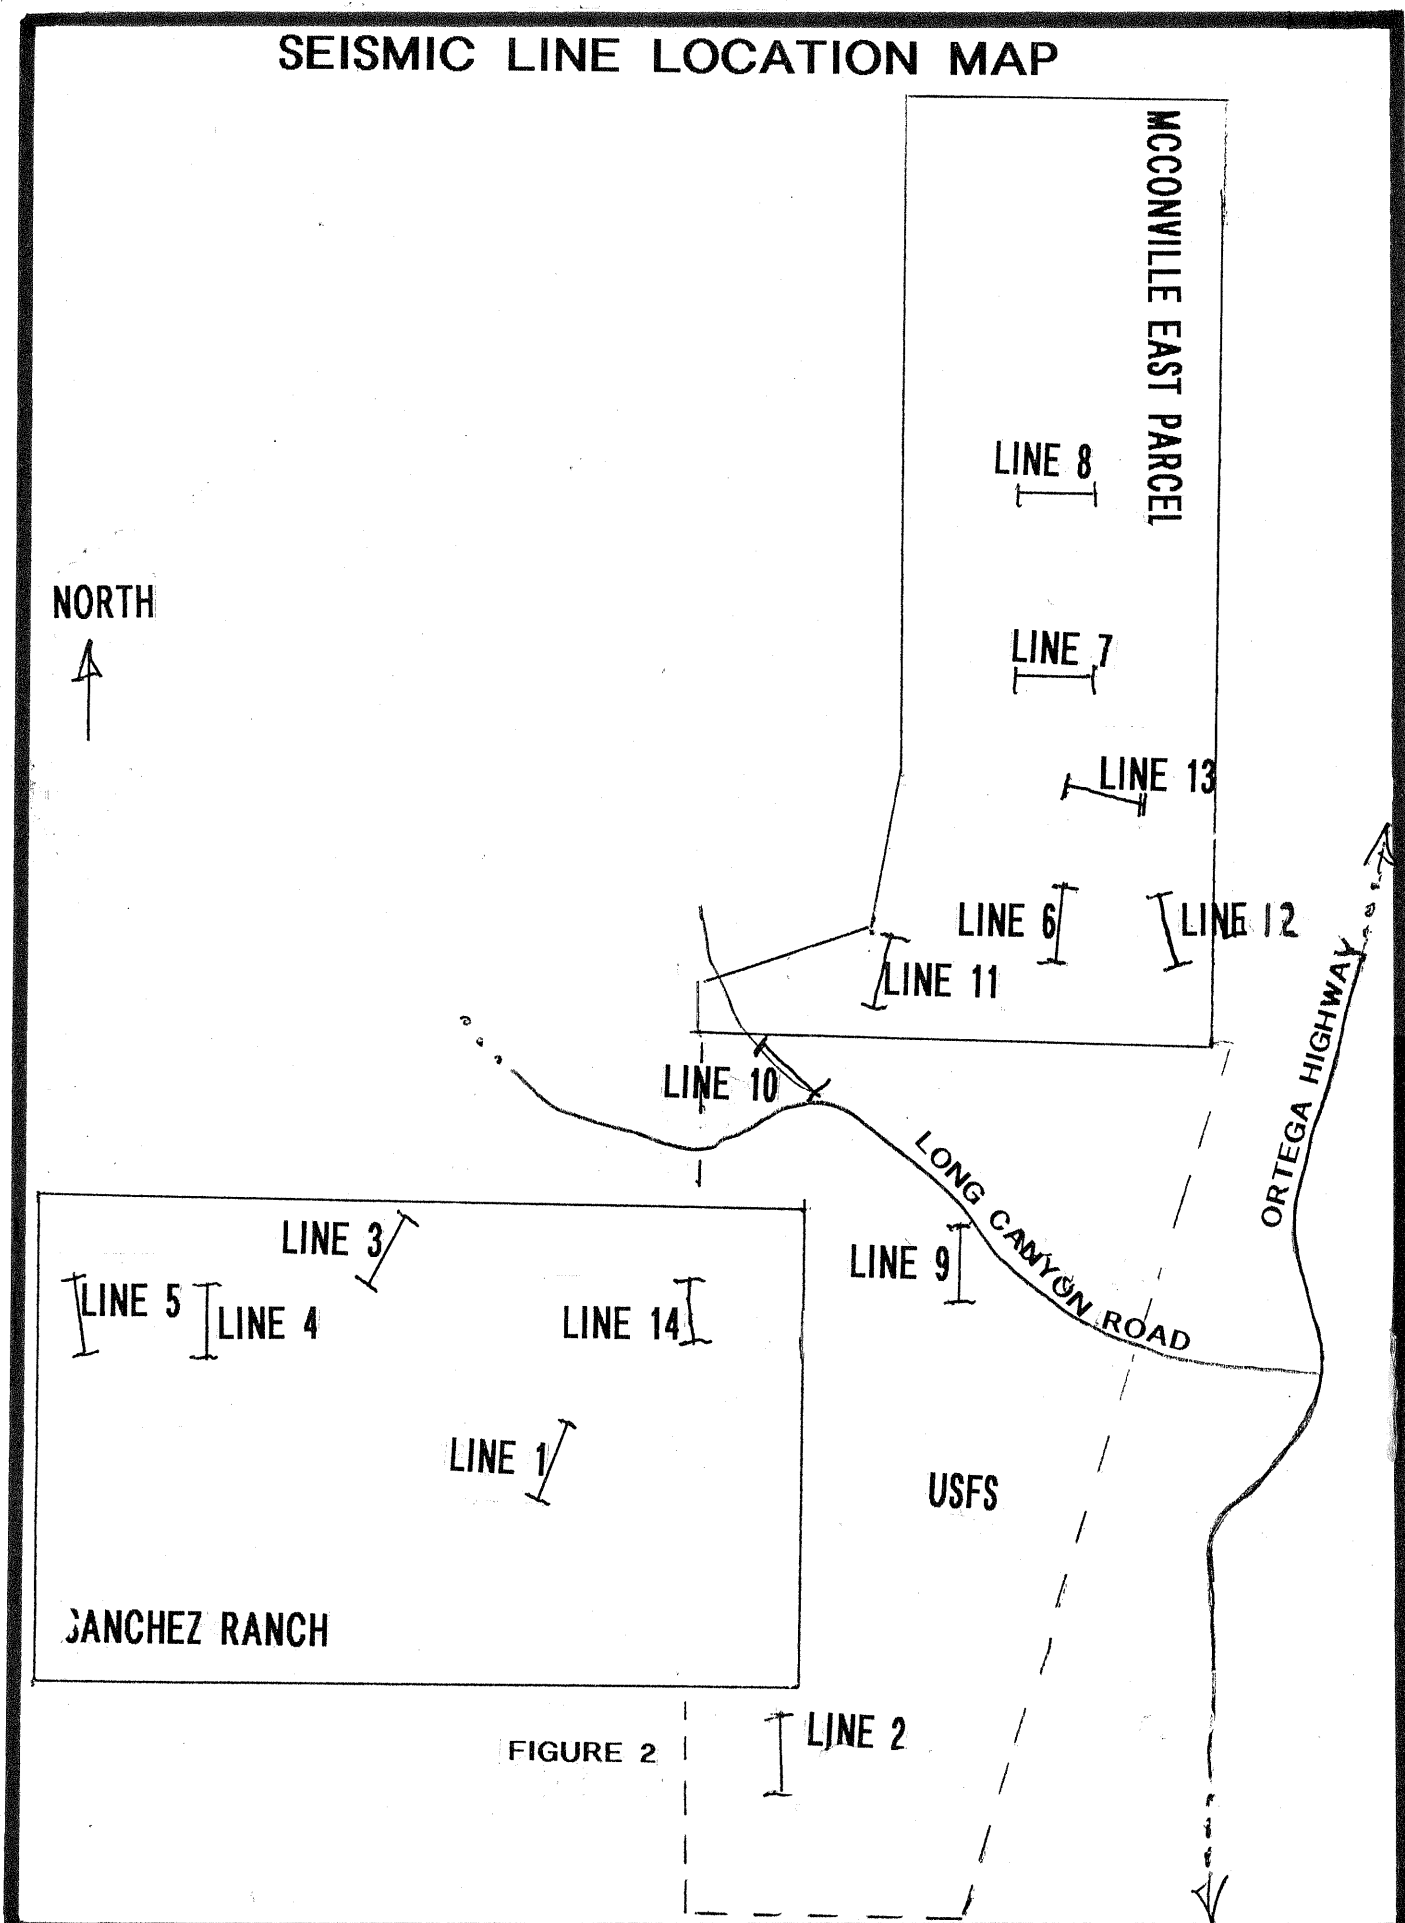 SEISMIC LINE LOCATION MAP
MCCONVILLE EAST PARCEL
LINE 8
NORTH
LINE 7
LINE 13
LINE 6
LINE 12
LINE 11
ORTEGA HIGHWAY
LINE 10
LONG CANYON ROAD
LINE 3
LINE 9
LINE 5
LINE 4
LINE 14
LINE 1
USFS
SANCHEZ RANCH
LINE 2
FIGURE 2